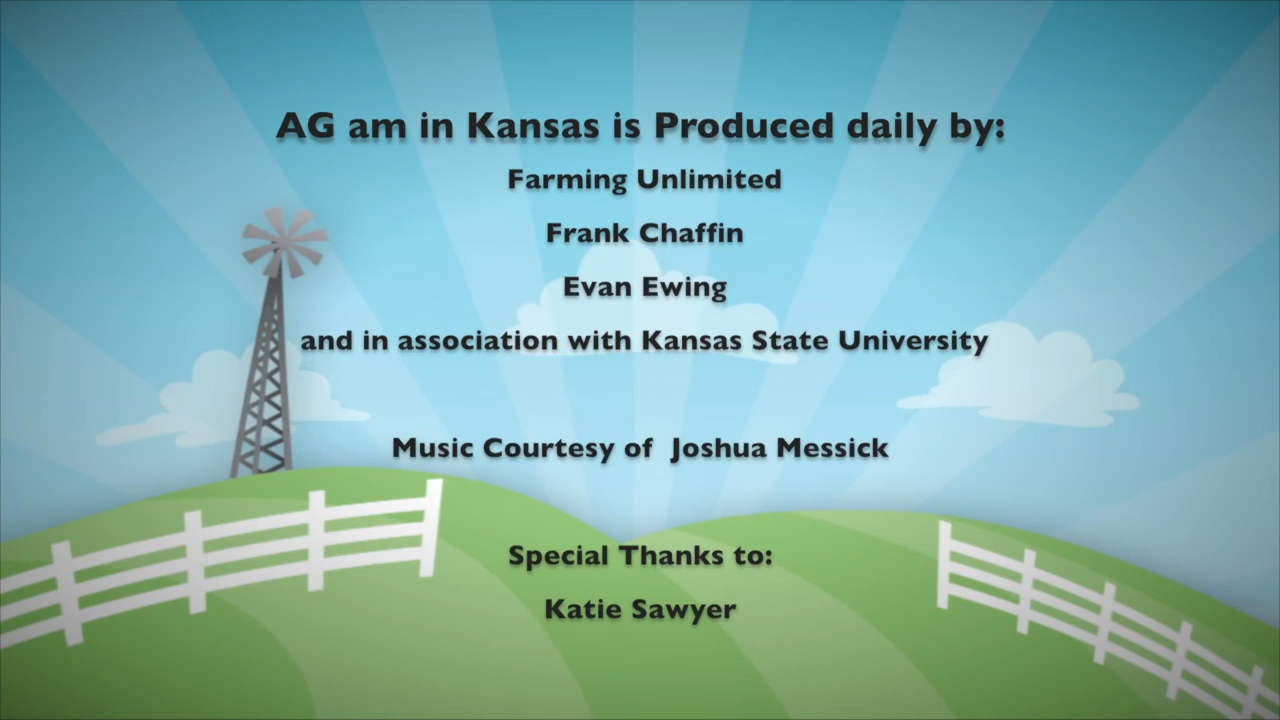 AG am in Kansas is Produced daily by:
Farming Unlimited
Frank Chaffin
Evan Ewing
and in association with Kansas State University
Music Courtesy of Joshua Messick
Special Thanks to:
Katie Sawyer